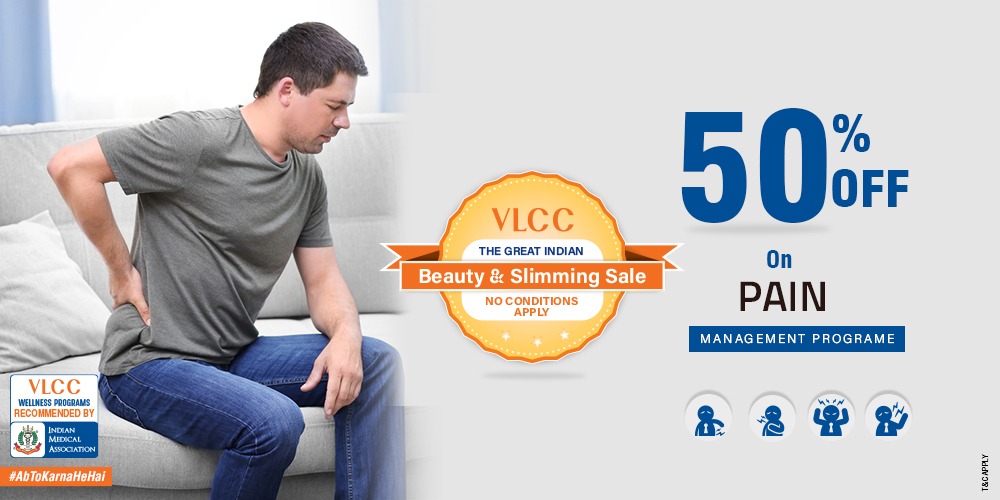 VLCC
THE GREAT INDIAN
Beauty & Slimming Sale
NO CONDITIONS
APPLY
50%
OFF
On
PAIN
MANAGEMENT PROGRAME
VLCC
WELLNESS PROGRAMS
RECOMMENDED BY
INDIAN
MEDICAL
ASSOCIATION
#AbToKarnaHeHai
T&CAPPLY